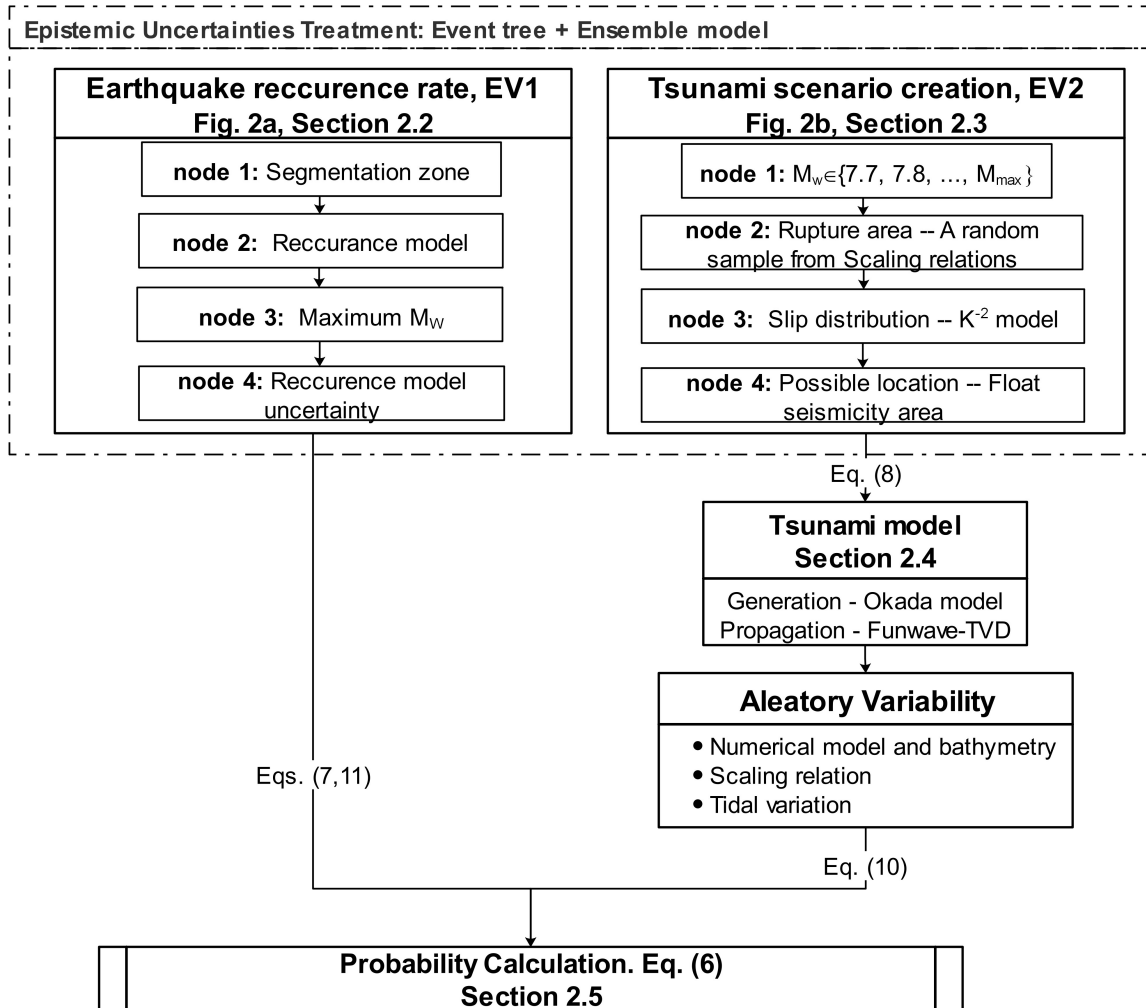 Epistemic Uncertainties Treatment: Event tree + Ensemble model
Earthquake reccurence rate, EV1
Fig. 2a, Section 2.2
node 1: Segmentation zone
node 2: Reccurance model
node 3: Maximum M_W
node 4: Reccurence model
uncertainty
Tsunami scenario creation, EV2
Fig. 2b, Section 2.3
node 1: M_w∈{7.7, 7.8, ..., M_max}
node 2: Rupture area -- A random
sample from Scaling relations
node 3: Slip distribution -- K^-2 model
node 4: Possible location -- Float
seismicity area
Eq. (8)
Tsunami model
Section 2.4
Generation - Okada model
Propagation - Funwave-TVD
Aleatory Variability
• Numerical model and bathymetry
• Scaling relation
• Tidal variation
Eqs. (7,11)
Eq. (10)
Probability Calculation. Eq. (6)
Section 2.5